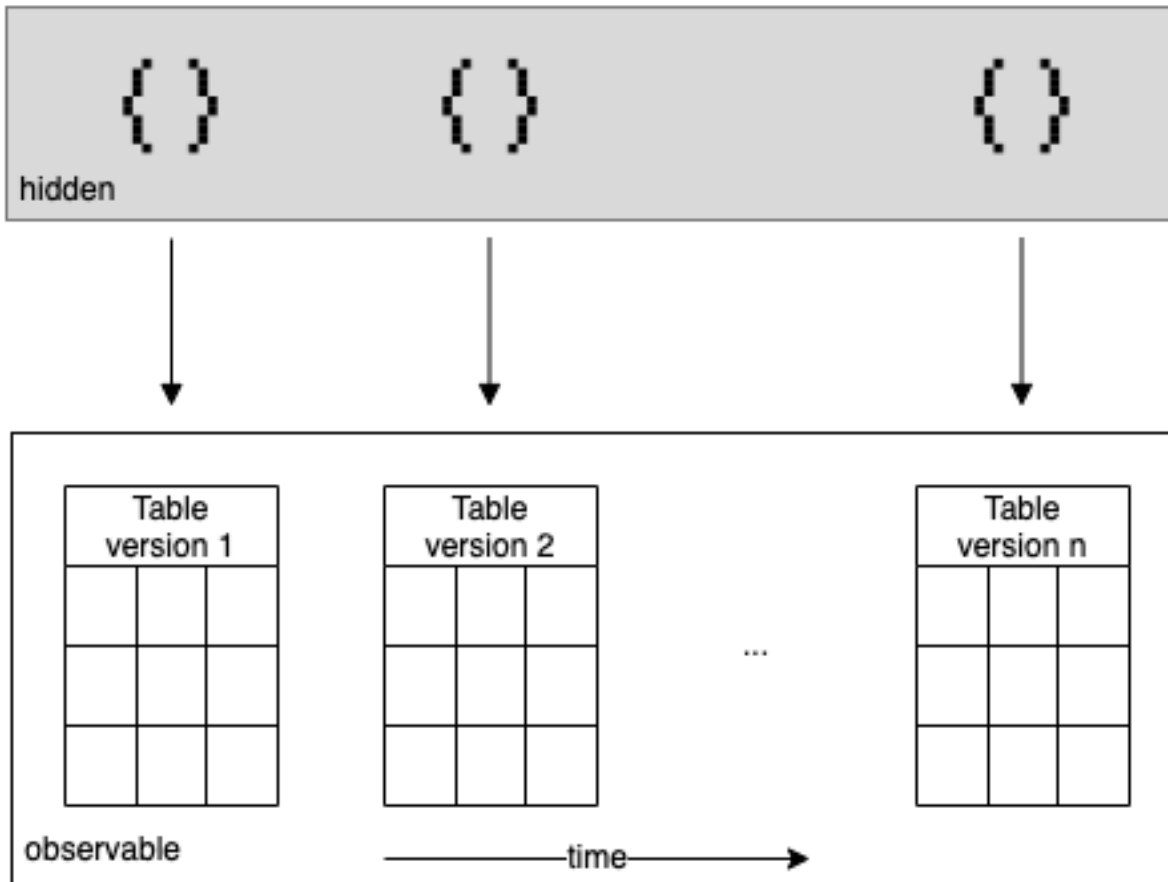 { } { } { }
hidden
Table version 1
Table version 2
...
Table version n
observable
time